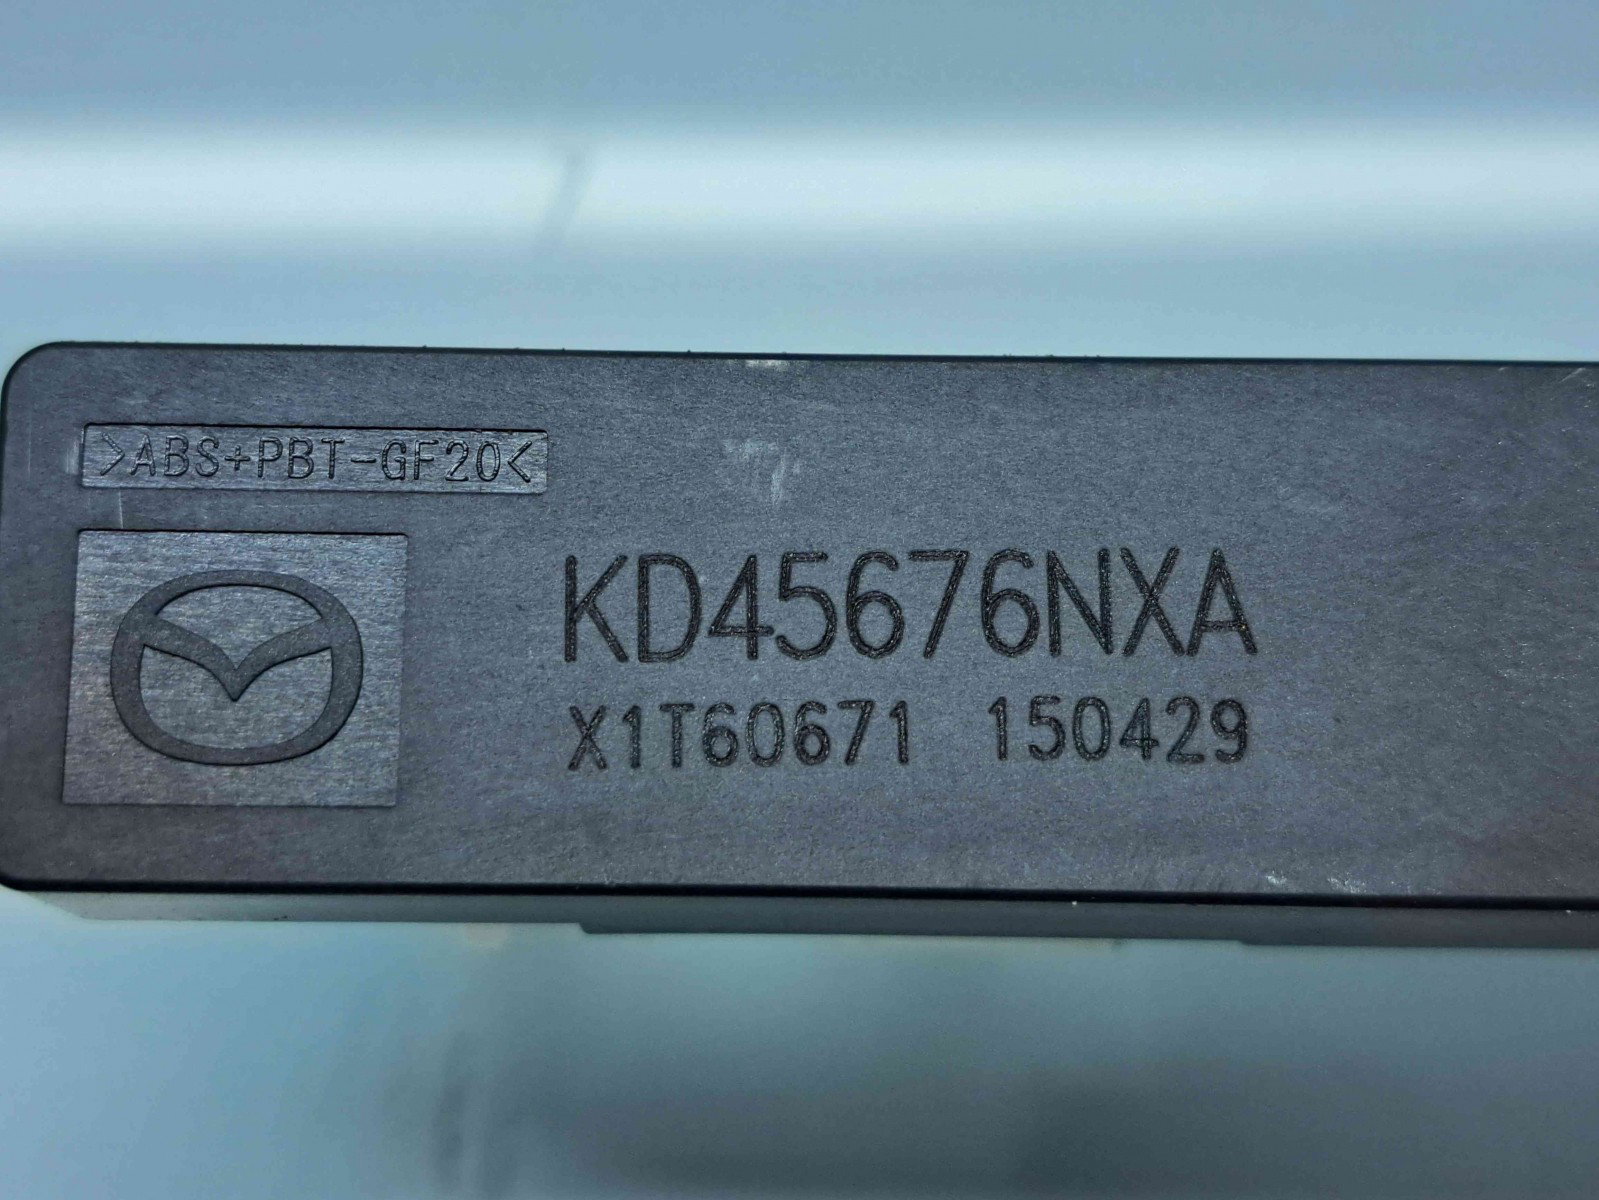 >ABS+PBT-GF20<
KD45676NXA
X1T60671 150429